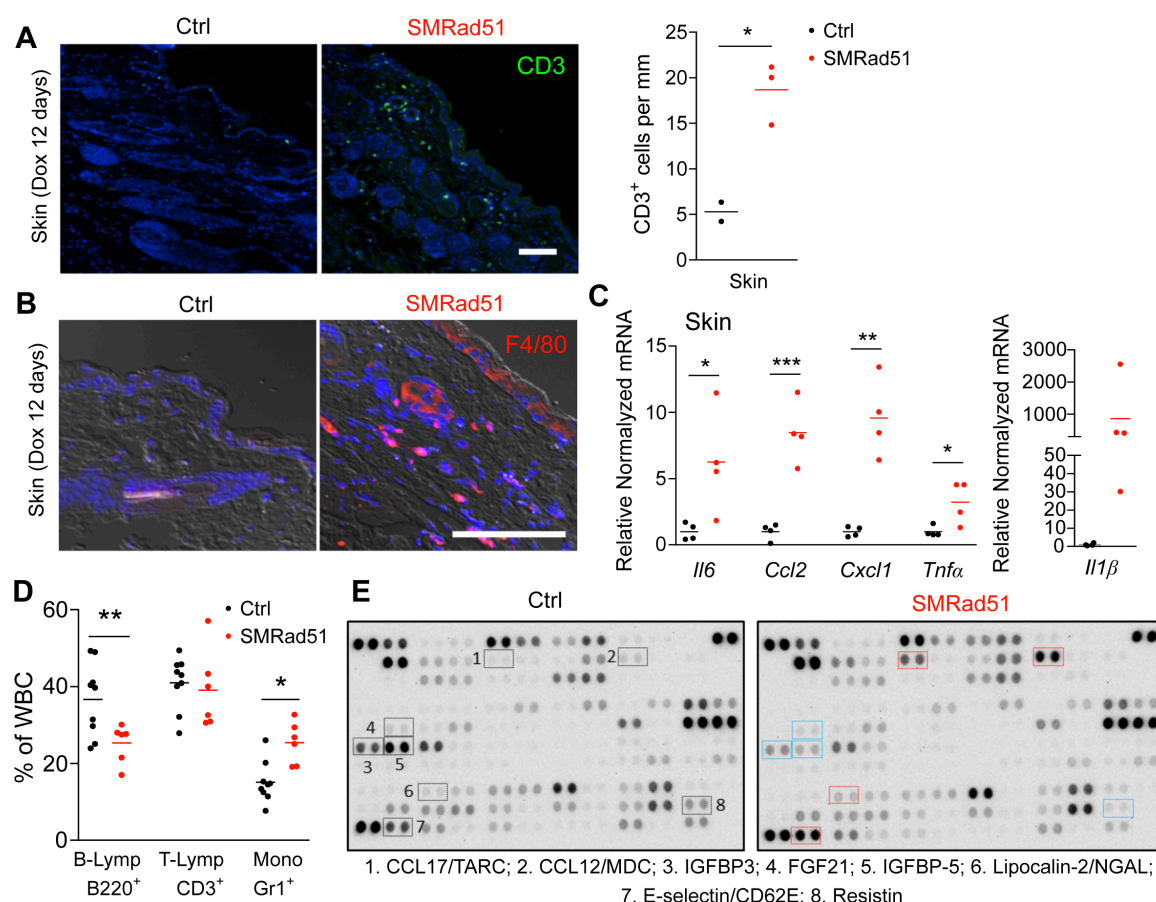 A
Ctrl
SMRad51
CD3
Skin (Dox 12 days)
CD3+ cells per mm
25
20
15
10
5
0
*
Skin
Ctrl
SMRad51
B
Ctrl
SMRad51
F4/80
Skin (Dox 12 days)
C
Skin
Relative Normalized mRNA
15
10
5
0
*
***
**
*
Il6
Ccl2
Cxcl1
Tnfα
Relative Normalized mRNA
3000
2000
1000
50
40
30
20
10
0
Il1β
D
% of WBC
60
40
20
0
**
*
Ctrl
SMRad51
B-Lymp T-Lymp Mono
B220+ CD3+ Gr1+
E
Ctrl
SMRad51
1
2
4
3
5
6
7
8
1. CCL17/TARC; 2. CCL12/MDC; 3. IGFBP3; 4. FGF21; 5. IGFBP-5; 6. Lipocalin-2/NGAL;
7. E-selectin/CD62E; 8. Resistin